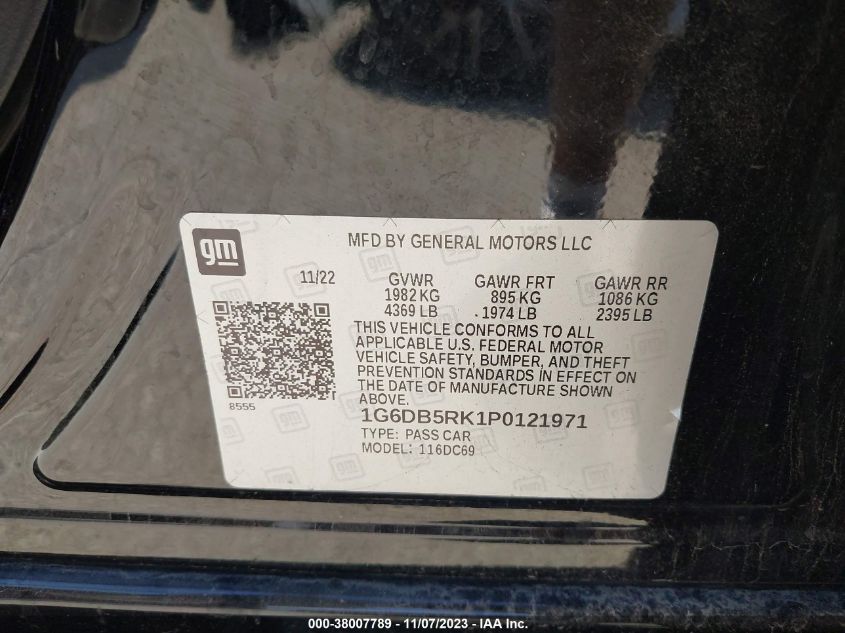 gm
MFD BY GENERAL MOTORS LLC
11/22 GVWR GAWR FRT GAWR RR
1982 KG 895 KG 1086 KG
4369 LB 1974 LB 2395 LB
THIS VEHICLE CONFORMS TO ALL
APPLICABLE U.S. FEDERAL MOTOR
VEHICLE SAFETY, BUMPER, AND THEFT
PREVENTION STANDARDS IN EFFECT ON
THE DATE OF MANUFACTURE SHOWN
ABOVE.
8555
1G6DB5RK1P0121971
TYPE: PASS CAR
MODEL: 116DC69
000-38007789 - 11/07/2023 - IAA Inc.